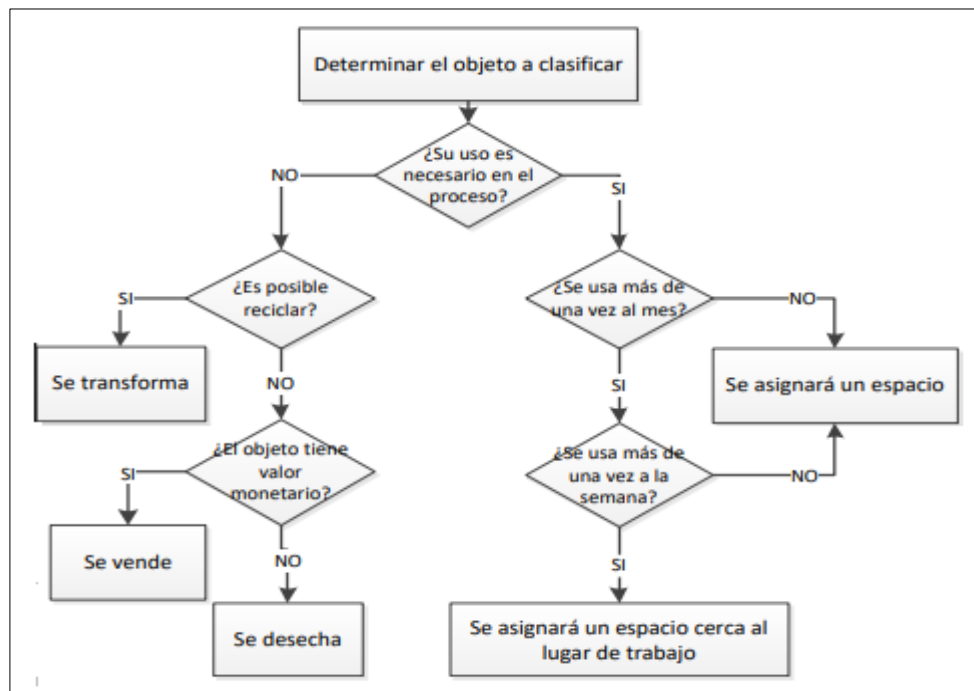 Determinar el objeto a clasificar
¿Su uso es
necesario en el
proceso?
NO
SI
¿Es posible
reciclar?
¿Se usa más de
una vez al mes?
SI
NO
Se transforma
NO
SI
Se asignará un espacio
¿El objeto tiene
valor
monetario?
¿Se usa más de
una vez a la
semana?
SI
NO
Se vende
NO
SI
Se desecha
Se asignará un espacio cerca al
lugar de trabajo